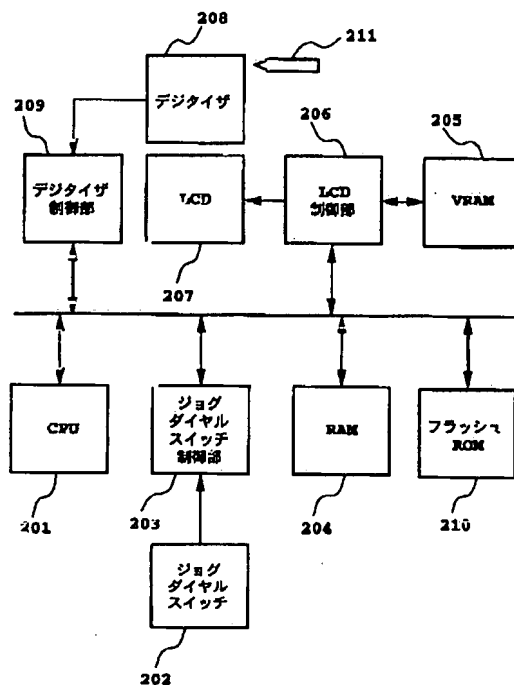 208
211
デジタイザ
209
206
205
デジタイザ
制御部
LCD
LCD
制御部
VRAM
207
CPU
ジョグ
ダイヤル
スイッチ
制御部
RAM
フラッシュ
ROM
201
203
204
210
ジョグ
ダイヤル
スイッチ
202